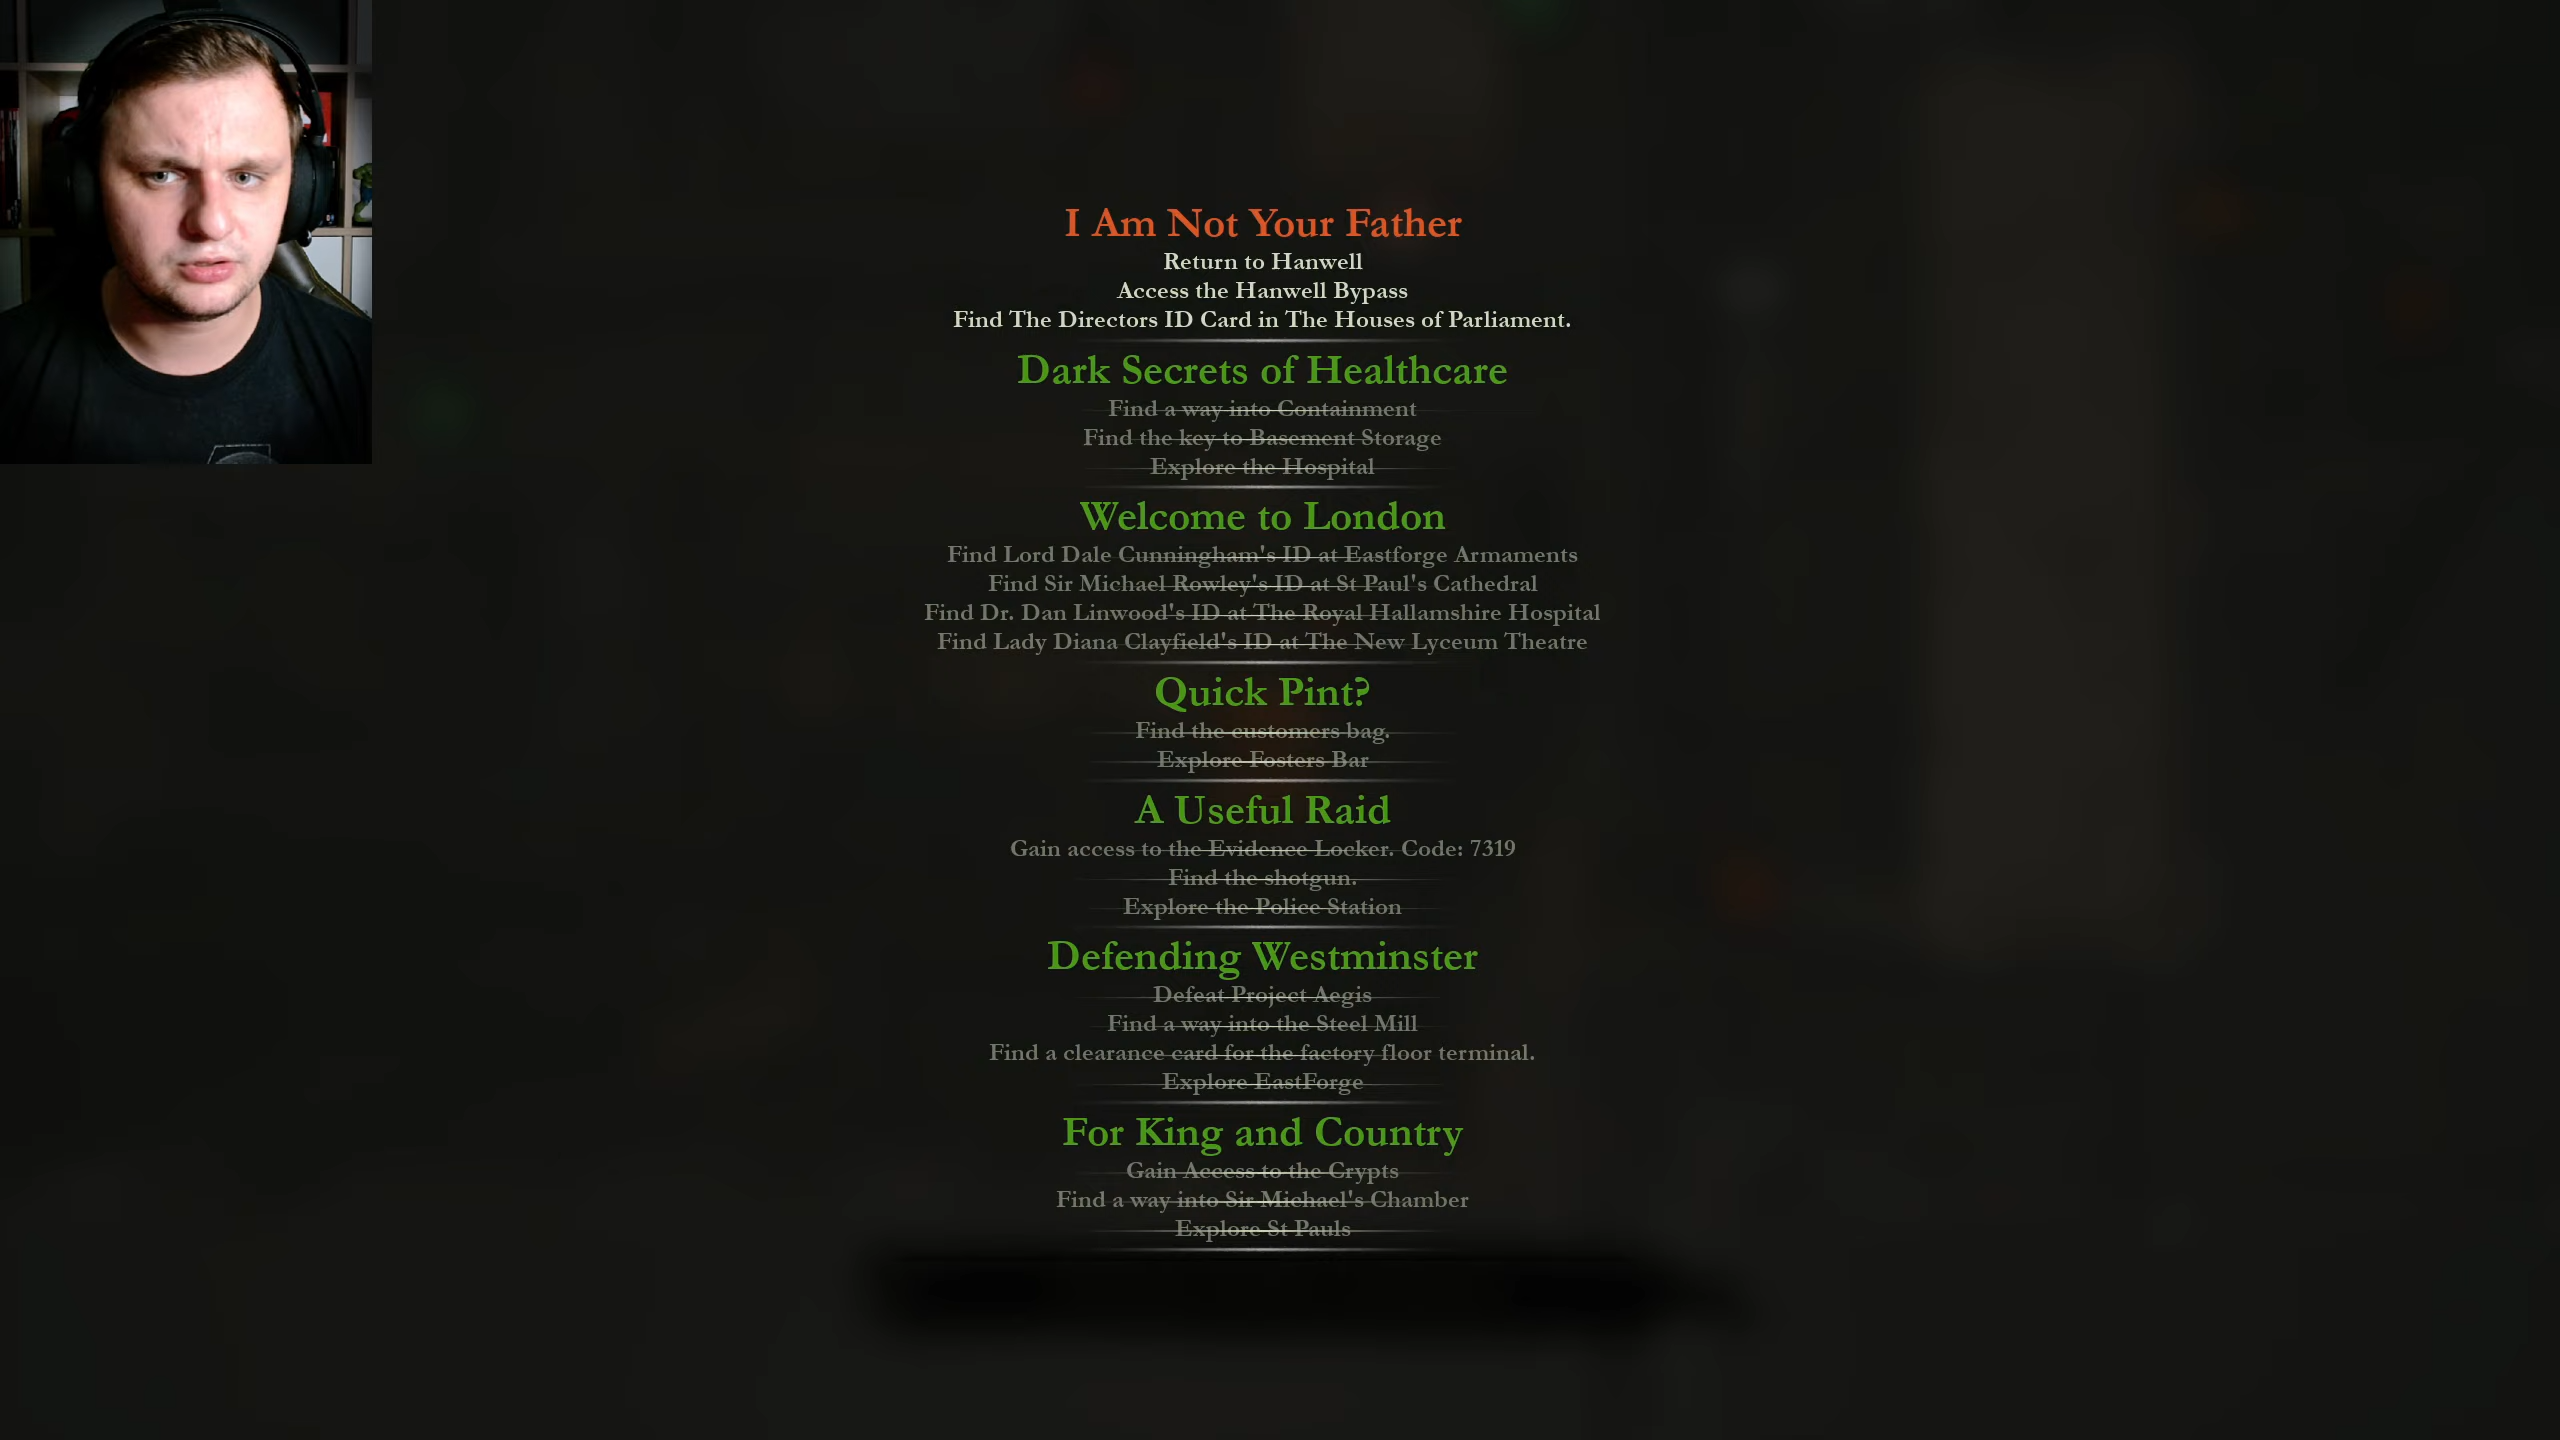 I Am Not Your Father
Return to Hanwell
Access the Hanwell Bypass
Find The Directors ID Card in The Houses of Parliament.
Dark Secrets of Healthcare
Find a way into Containment
Find the key to Basement Storage
Explore the Hospital
Welcome to London
Find Lord Dale Cunningham's ID at Eastforge Armaments
Find Sir Michael Rowley's ID at St Paul's Cathedral
Find Dr. Dan Linwood's ID at The Royal Hallamshire Hospital
Find Lady Diana Clayfield's ID at The New Lyceum Theatre
Quick Pint?
Find the customers bag.
Explore Fosters Bar
A Useful Raid
Gain access to the Evidence Locker. Code: 7319
Find the shotgun.
Explore the Police Station
Defending Westminster
Defeat Project Aegis
Find a way into the Steel Mill
Find a clearance card for the factory floor terminal.
Explore EastForge
For King and Country
Gain Access to the Crypts
Find a way into Sir Michael's Chamber
Explore St Pauls